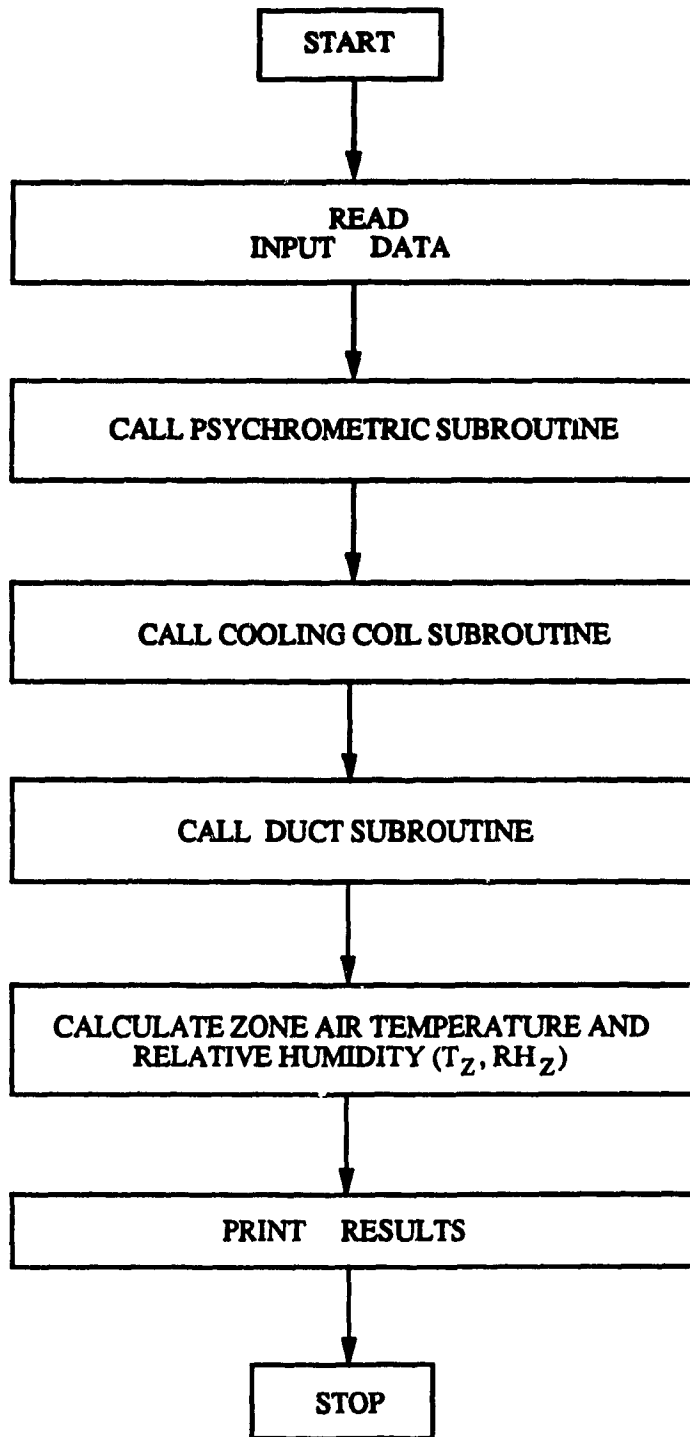 START
READ
INPUT DATA
CALL PSYCHROMETRIC SUBROUTINE
CALL COOLING COIL SUBROUTINE
CALL DUCT SUBROUTINE
CALCULATE ZONE AIR TEMPERATURE AND
RELATIVE HUMIDITY (T_Z, RH_Z)
PRINT RESULTS
STOP